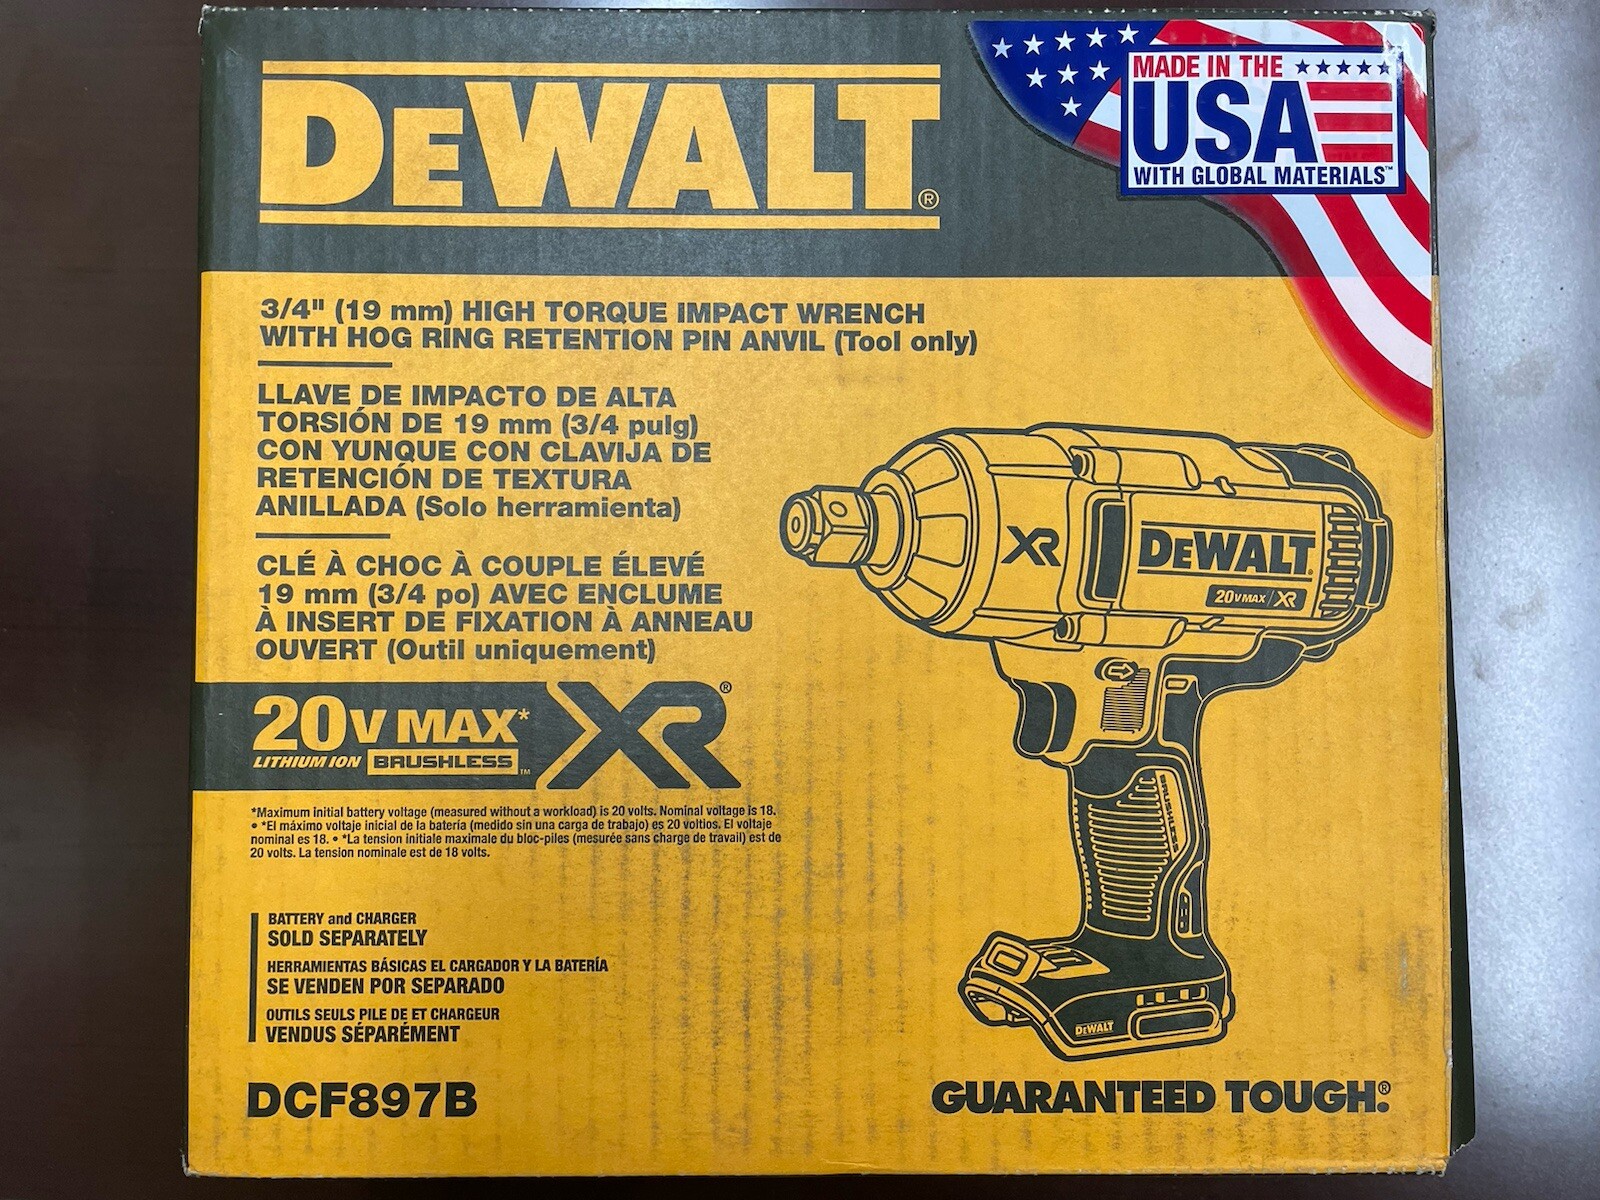 DEWALT®
MADE IN THE
USA
WITH GLOBAL MATERIALS™
3/4" (19 mm) HIGH TORQUE IMPACT WRENCH
WITH HOG RING RETENTION PIN ANVIL (Tool only)
LLAVE DE IMPACTO DE ALTA
TORSIÓN DE 19 mm (3/4 pulg)
CON YUNQUE CON CLAVIJA DE
RETENCIÓN DE TEXTURA
ANILLADA (Solo herramienta)
CLÉ À CHOC À COUPLE ÉLEVÉ
19 mm (3/4 po) AVEC ENCLUME
À INSERT DE FIXATION À ANNEAU
OUVERT (Outil uniquement)
XR
DEWALT
20V MAX XR
20V MAX* XR®
LITHIUM ION BRUSHLESS™
*Maximum initial battery voltage (measured without a workload) is 20 volts. Nominal voltage is 18.
• *El máximo voltaje inicial de la batería (medido sin una carga de trabajo) es 20 voltios. El voltaje
nominal es 18. • *La tension initiale maximale du bloc-piles (mesurée sans charge de travail) est de
20 volts. La tension nominale est de 18 volts.
BRUSHLESS
BATTERY and CHARGER
SOLD SEPARATELY
HERRAMIENTAS BÁSICAS EL CARGADOR Y LA BATERÍA
SE VENDEN POR SEPARADO
OUTILS SEULS PILE DE ET CHARGEUR
VENDUS SÉPARÉMENT
DEWALT
DCF897B
GUARANTEED TOUGH.®